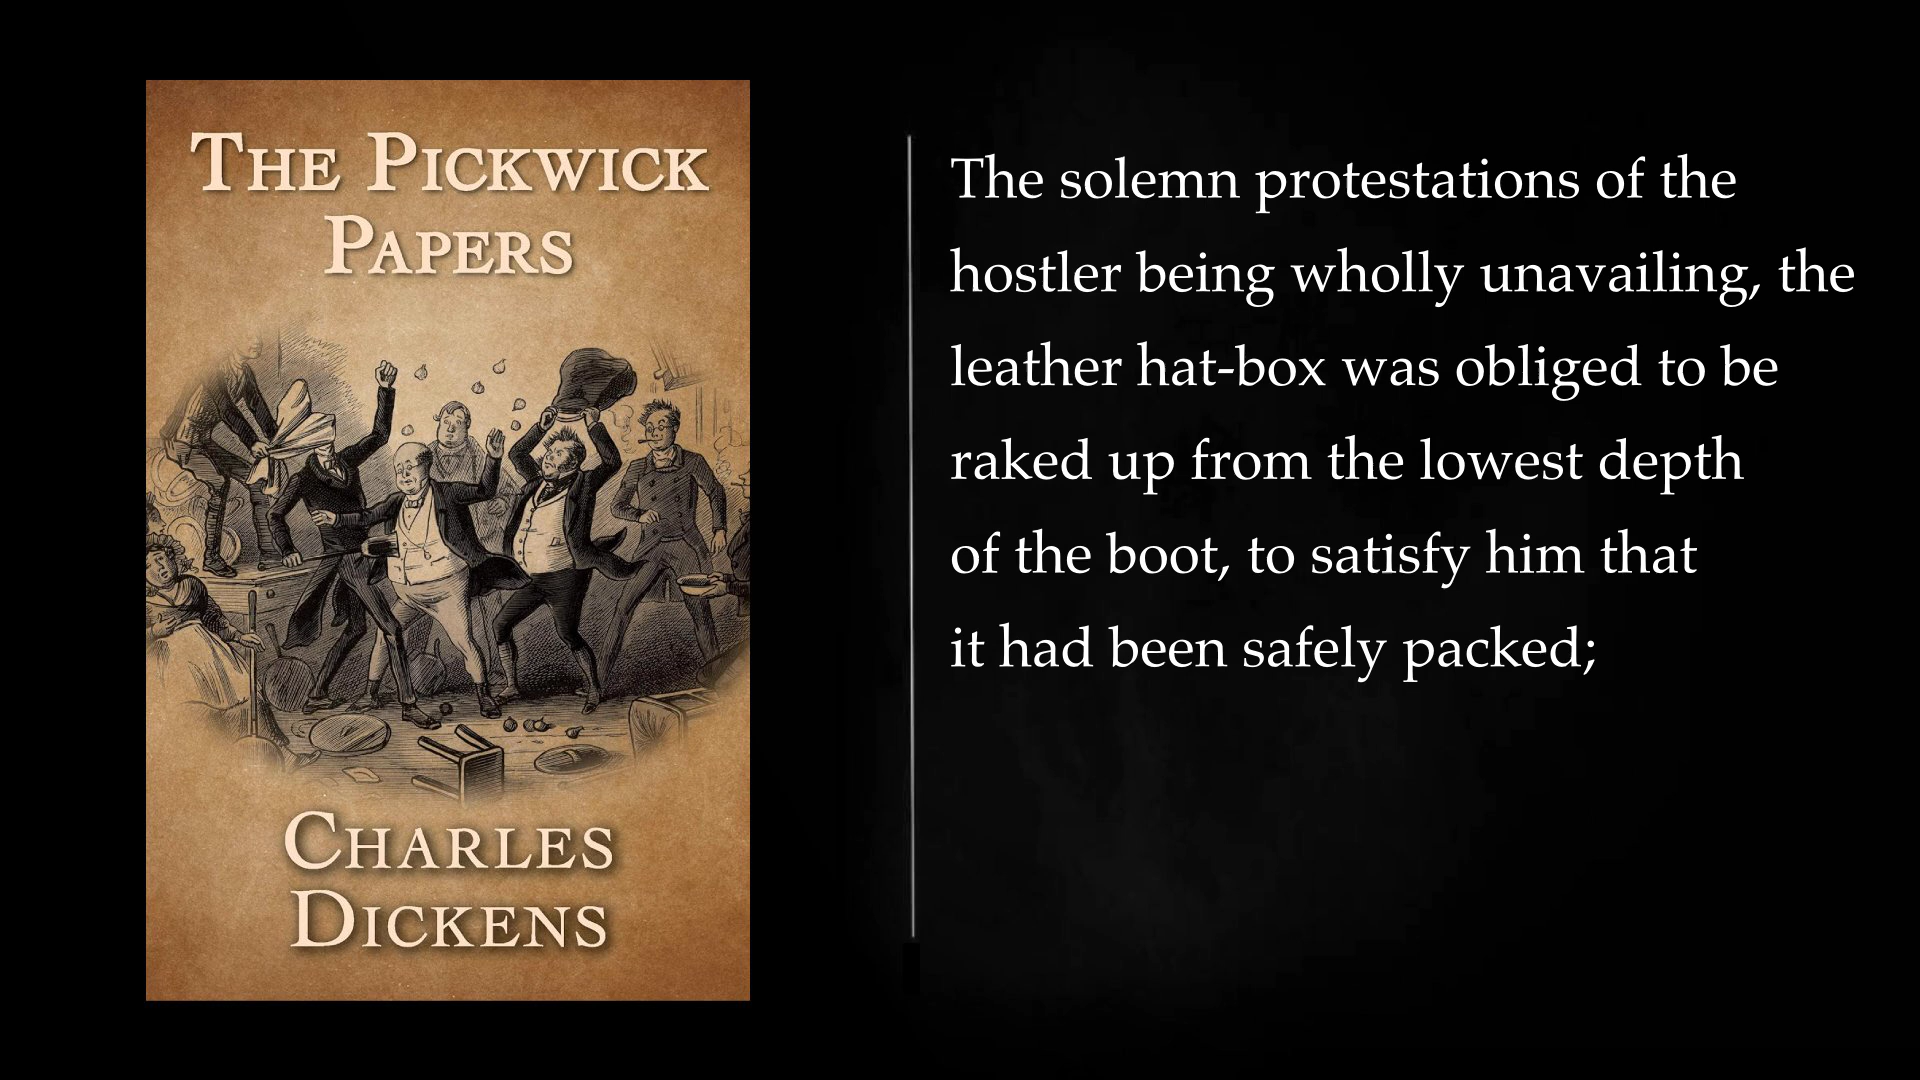 THE PICKWICK
PAPERS
CHARLES
DICKENS
The solemn protestations of the
hostler being wholly unavailing, the
leather hat-box was obliged to be
raked up from the lowest depth
of the boot, to satisfy him that
it had been safely packed;